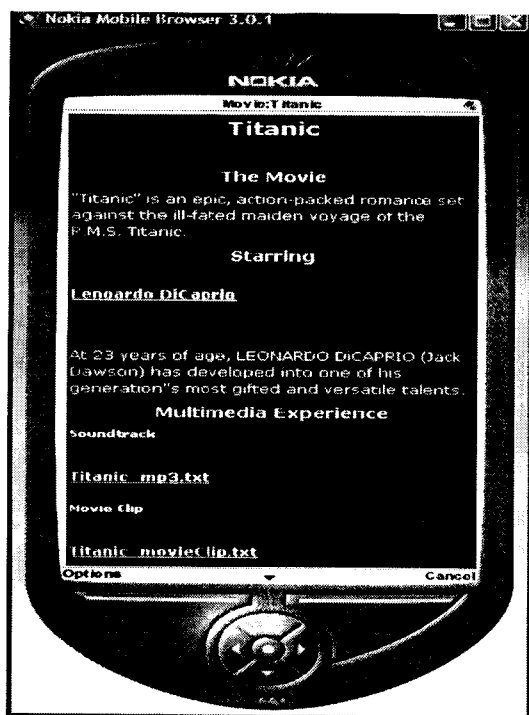 Nokia Mobile Browser 3.0.1
NOKIA
Movie:Titanic
Titanic
The Movie
"Titanic" is an epic, action-packed romance set
against the ill-fated maiden voyage of the
R.M.S. Titanic.
Starring
Lenoardo DiCaprio
At 23 years of age, LEONARDO DiCAPRIO (Jack
Dawson) has developed into one of his
generation"s most gifted and versatile talents.
Multimedia Experience
Soundtrack
Titanic_mp3.txt
Movie Clip
Titanic_movieClip.txt
Options
Cancel